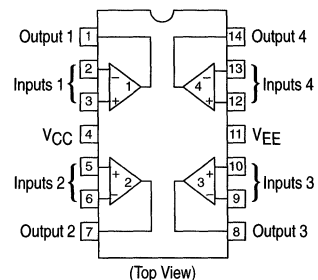 Output 1 1 14 Output 4
Inputs 1 { 2 − 1 4 − 13 } Inputs 4
3 + + 12
VCC 4 11 VEE
Inputs 2 { 5 + 2 3 + 10 } Inputs 3
6 − − 9
Output 2 7 8 Output 3
(Top View)